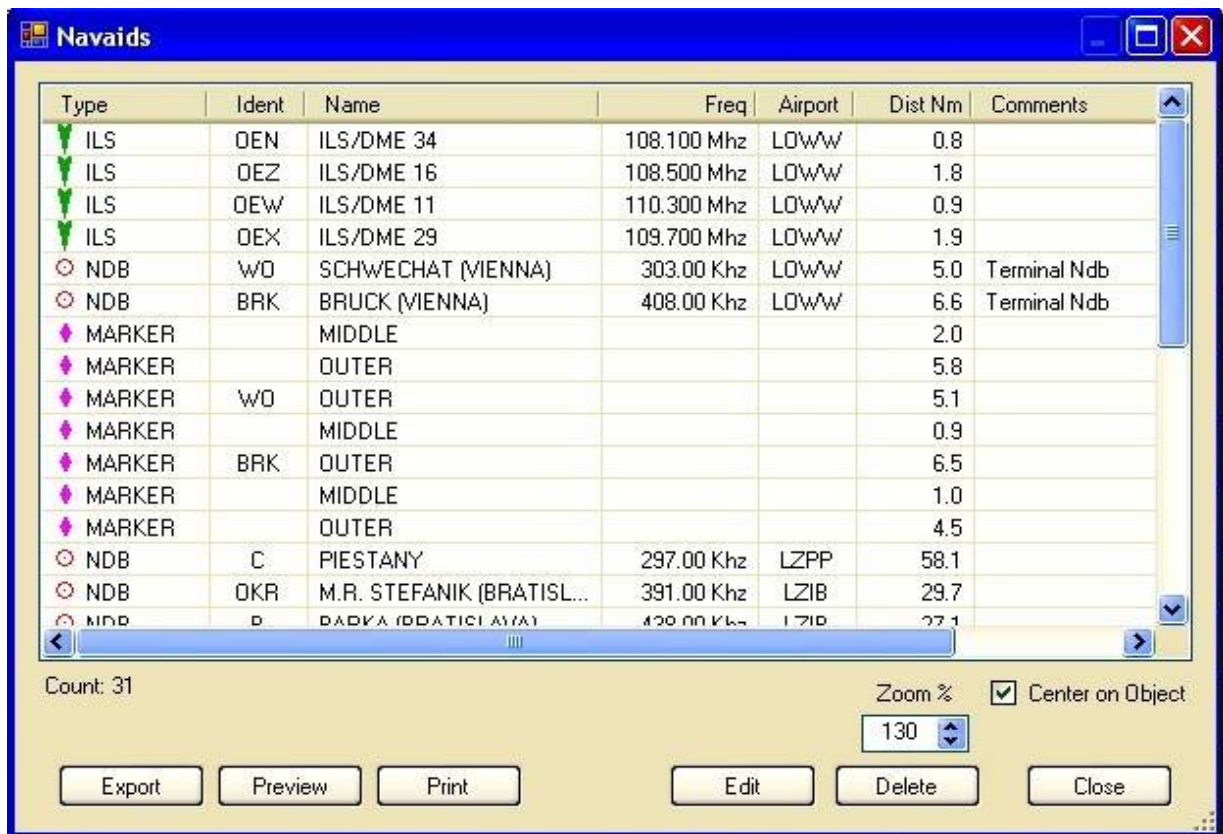 Navaids
Type Ident Name Freq Airport Dist Nm Comments
ILS OEN ILS/DME 34 108.100 Mhz LOWW 0.8
ILS OEZ ILS/DME 16 108.500 Mhz LOWW 1.8
ILS OEW ILS/DME 11 110.300 Mhz LOWW 0.9
ILS OEX ILS/DME 29 109.700 Mhz LOWW 1.9
NDB WO SCHWECHAT (VIENNA) 303.00 Khz LOWW 5.0 Terminal Ndb
NDB BRK BRUCK (VIENNA) 408.00 Khz LOWW 6.6 Terminal Ndb
MARKER MIDDLE 2.0
MARKER OUTER 5.8
MARKER WO OUTER 5.1
MARKER MIDDLE 0.9
MARKER BRK OUTER 6.5
MARKER MIDDLE 1.0
MARKER OUTER 4.5
NDB C PIESTANY 297.00 Khz LZPP 58.1
NDB OKR M.R. STEFANIK (BRATISL... 391.00 Khz LZIB 29.7
NDB (BRATISLAVA) Khz LZIB 27.1
Count: 31
Zoom % Center on Object
130
Export Preview Print Edit Delete Close